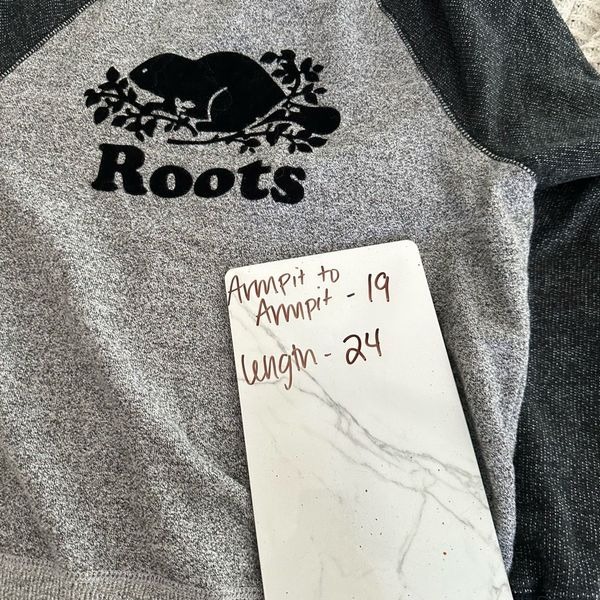 Roots
Armpit to
Armpit - 19
length - 24